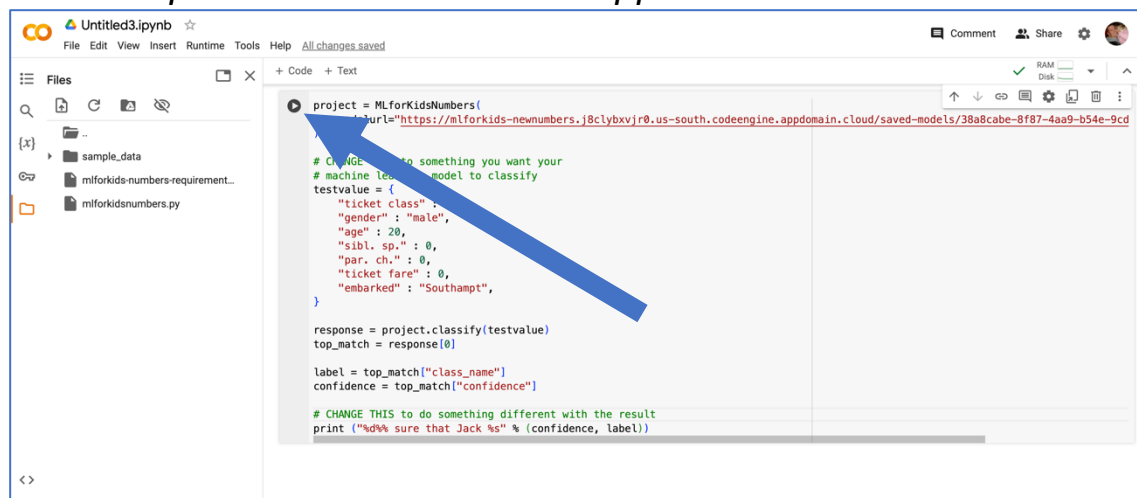 Untitled3.ipynb
File Edit View Insert Runtime Tools Help All changes saved
Comment Share
Files
+ Code + Text
RAM
Disk
..
sample_data
mlforkids-numbers-requirement...
mlforkidsnumbers.py
{x}
project = MLforKidsNumbers(
url="https://mlforkids-newnumbers.j8clybxvjr0.us-south.codeengine.appdomain.cloud/saved-models/38a8cabe-8f87-4aa9-b54e-9cd
# to something you want your
# machine model to classify
testvalue = {
"ticket class" :
"gender" : "male",
"age" : 20,
"sibl. sp." : 0,
"par. ch." : 0,
"ticket fare" : 0,
"embarked" : "Southampt",
}
response = project.classify(testvalue)
top_match = response[0]
label = top_match["class_name"]
confidence = top_match["confidence"]
# CHANGE THIS to do something different with the result
print ("%d%% sure that Jack %s" % (confidence, label))
<>